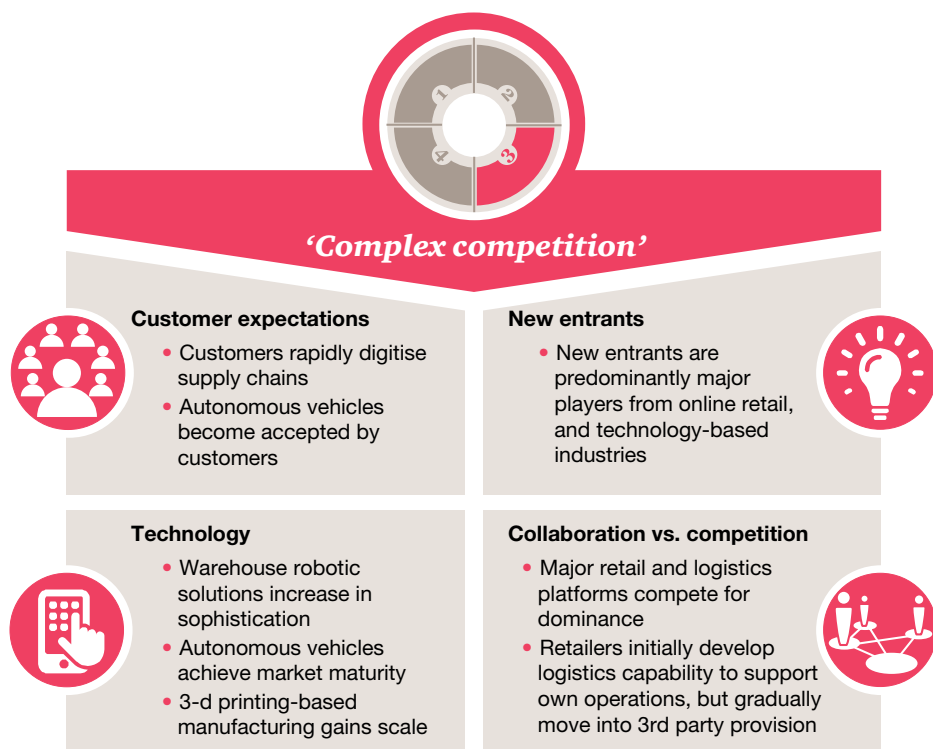 1
2
3
4
‘Complex competition’
Customer expectations
• Customers rapidly digitise
supply chains
• Autonomous vehicles
become accepted by
customers
New entrants
• New entrants are
predominantly major
players from online retail,
and technology-based
industries
Technology
• Warehouse robotic
solutions increase in
sophistication
• Autonomous vehicles
achieve market maturity
• 3-d printing-based
manufacturing gains scale
Collaboration vs. competition
• Major retail and logistics
platforms compete for
dominance
• Retailers initially develop
logistics capability to support
own operations, but gradually
move into 3rd party provision